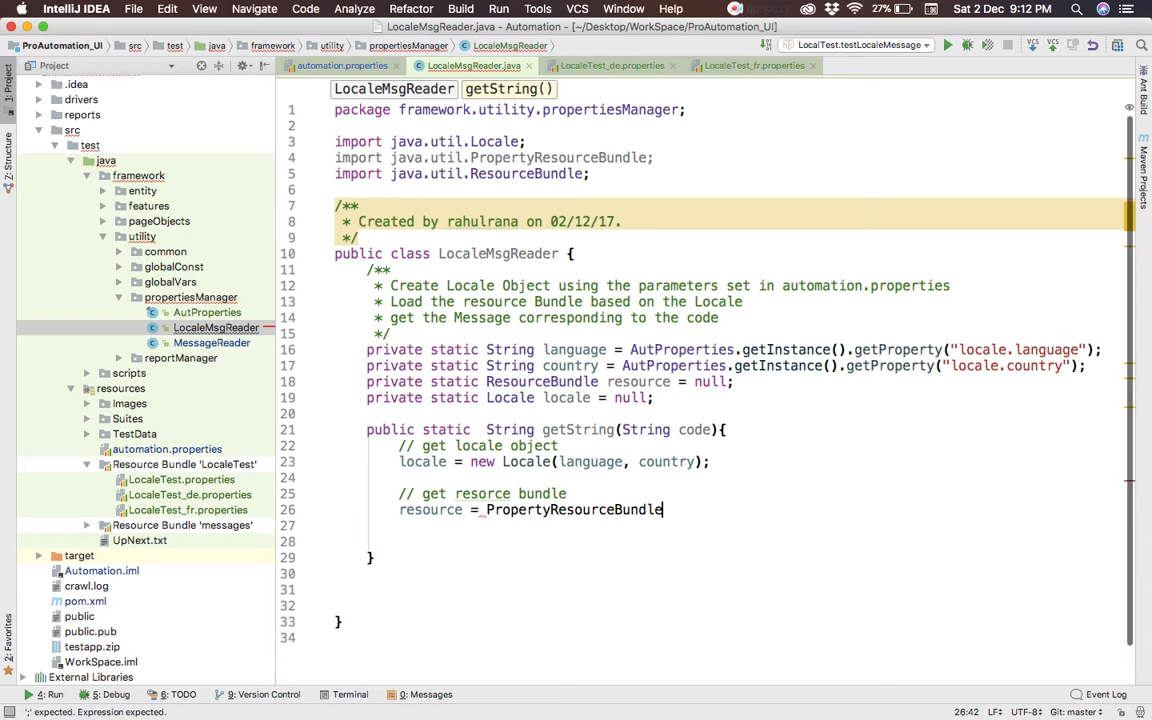 IntelliJ IDEA File Edit View Navigate Code Analyze Refactor Build Run Tools VCS Window Help 27% Sat 2 Dec 9:12 PM
LocaleMsgReader.java - Automation - [~/Desktop/WorkSpace/ProAutomation_UI]
ProAutomation_UI src test java framework utility propertiesManager LocaleMsgReader LocalTest.testLocaleMessage VCS VCS
Project automation.properties LocaleMsgReader.java LocaleTest_de.properties LocaleTest_fr.properties
LocaleMsgReader getString()
1: Project
Z: Structure
2: Favorites
.idea
drivers
reports
src
test
java
framework
entity
features
pageObjects
utility
common
globalConst
globalVars
propertiesManager
AutProperties
LocaleMsgReader
MessageReader
reportManager
scripts
resources
Images
Suites
TestData
automation.properties
Resource Bundle 'LocaleTest'
LocaleTest.properties
LocaleTest_de.properties
LocaleTest_fr.properties
Resource Bundle 'messages'
UpNext.txt
target
Automation.iml
crawl.log
pom.xml
public
public.pub
testapp.zip
WorkSpace.iml
External Libraries
1 package framework.utility.propertiesManager;
2
3 import java.util.Locale;
4 import java.util.PropertyResourceBundle;
5 import java.util.ResourceBundle;
6
7 /**
8 * Created by rahulrana on 02/12/17.
9 */
10 public class LocaleMsgReader {
11 /**
12 * Create Locale Object using the parameters set in automation.properties
13 * Load the resource Bundle based on the Locale
14 * get the Message corresponding to the code
15 */
16 private static String language = AutProperties.getInstance().getProperty("locale.language");
17 private static String country = AutProperties.getInstance().getProperty("locale.country");
18 private static ResourceBundle resource = null;
19 private static Locale locale = null;
20
21 public static String getString(String code){
22 // get locale object
23 locale = new Locale(language, country);
24
25 // get resorce bundle
26 resource = PropertyResourceBundle
27
28
29 }
30
31
32
33 }
34
Ant Build
Maven Projects
4: Run 5: Debug 6: TODO 9: Version Control Terminal 0: Messages Event Log
';' expected. Expression expected. 26:42 LF÷ UTF-8÷ Git: master÷